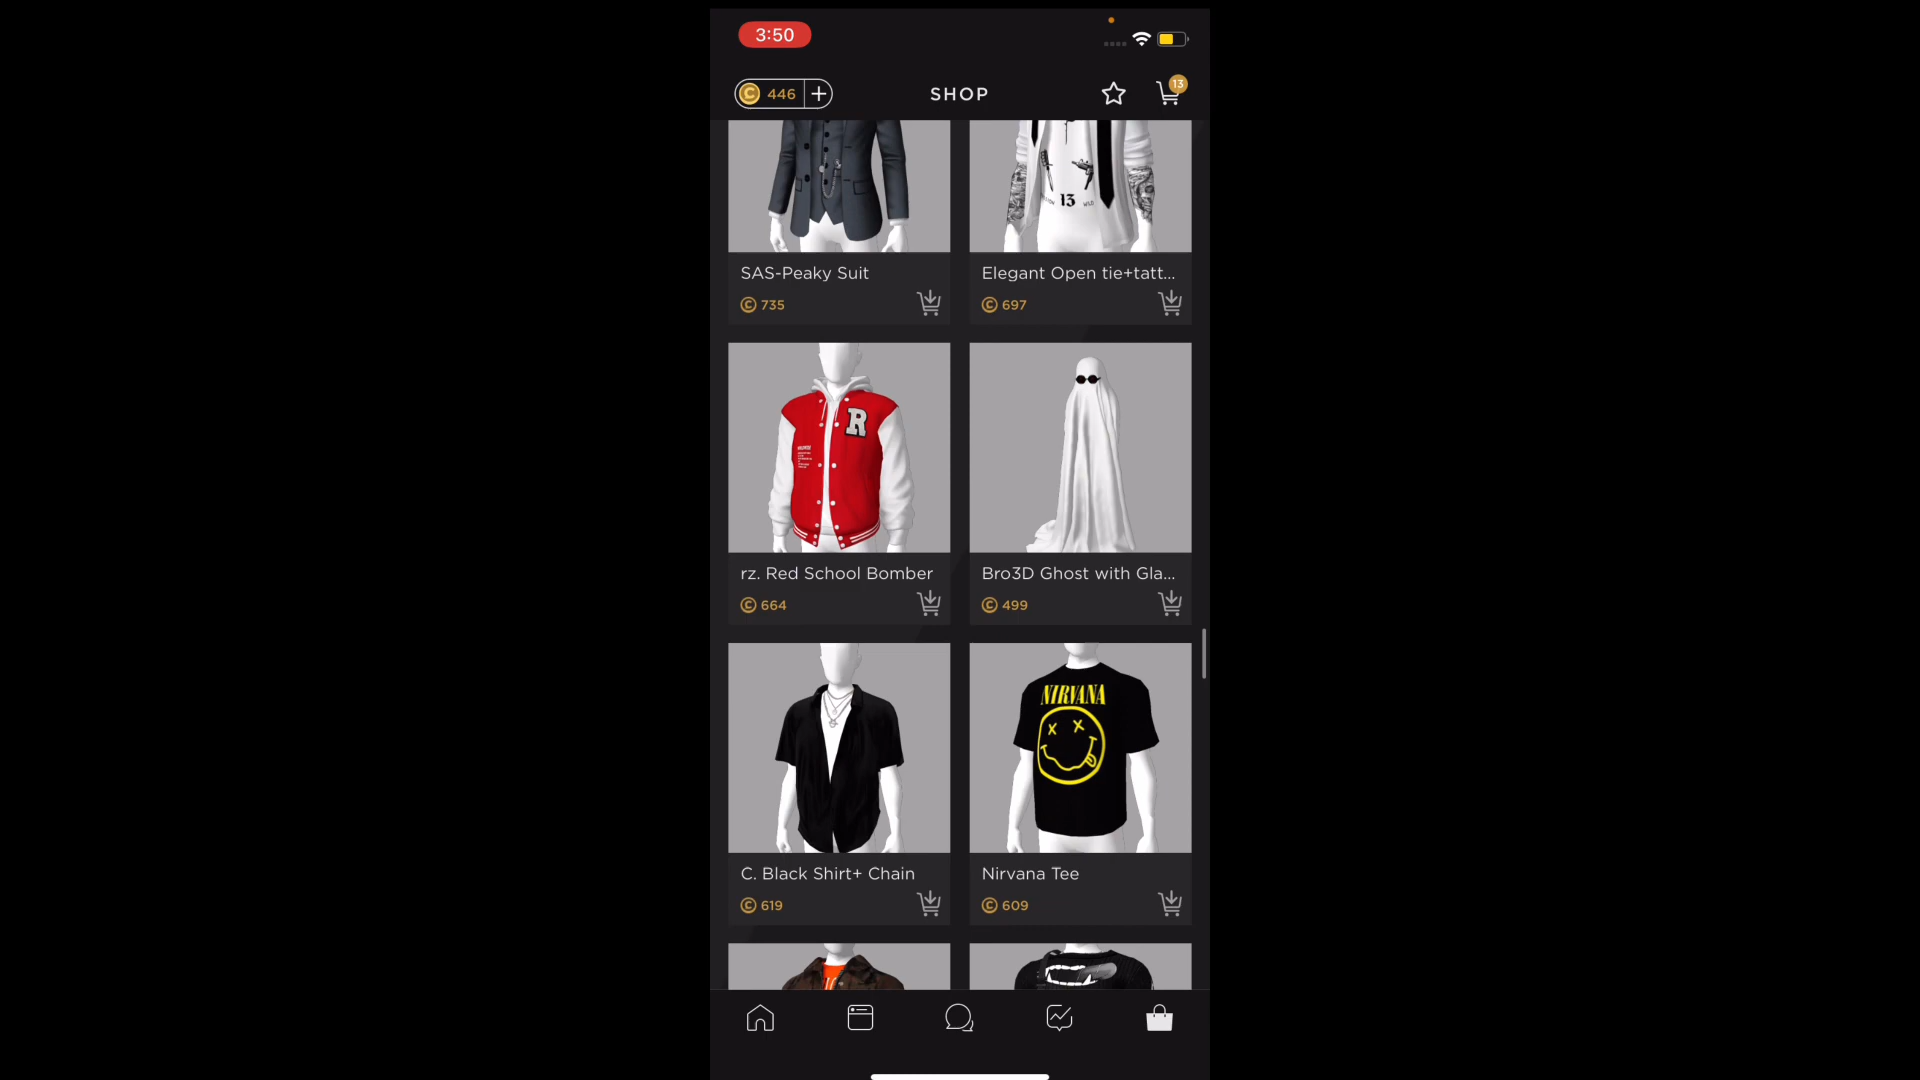 3:50
446
SHOP
13
13
SAS-Peaky Suit
Elegant Open tie+tatt...
735
697
R
rz. Red School Bomber
Bro3D Ghost with Gla...
664
499
NIRVANA
C. Black Shirt+ Chain
Nirvana Tee
619
609